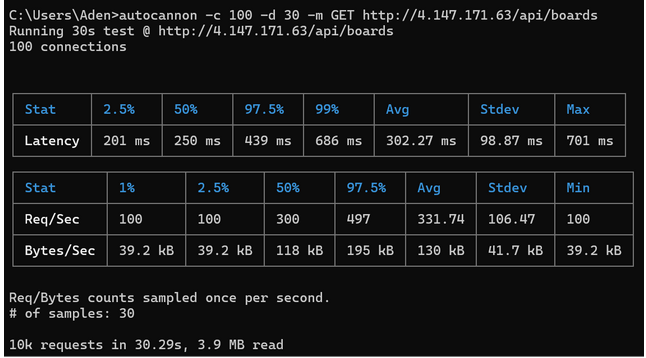 C:\Users\Aden>autocannon -c 100 -d 30 -m GET http://4.147.171.63/api/boards
Running 30s test @ http://4.147.171.63/api/boards
100 connections
Stat 2.5% 50% 97.5% 99% Avg Stdev Max
Latency 201 ms 250 ms 439 ms 686 ms 302.27 ms 98.87 ms 701 ms
Stat 1% 2.5% 50% 97.5% Avg Stdev Min
Req/Sec 100 100 300 497 331.74 106.47 100
Bytes/Sec 39.2 kB 39.2 kB 118 kB 195 kB 130 kB 41.7 kB 39.2 kB
Req/Bytes counts sampled once per second.
# of samples: 30
10k requests in 30.29s, 3.9 MB read